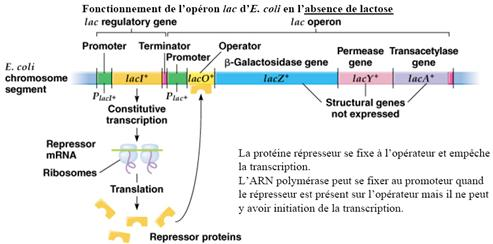 Fonctionnement de l'opéron lac d'E. coli en l'absence de lactose
lac regulatory gene
lac operon
Promoter
Terminator
Promoter
Operator
β-Galactosidase gene
Permease
gene
Transacetylase
gene
E. coli
chromosome
segment
lacI+
lacO+
lacZ+
lacY+
lacA+
PlacI+
Plac+
Constitutive
transcription
Structural genes
not expressed
Repressor
mRNA
Ribosomes
Translation
Repressor proteins
La protéine répresseur se fixe à l'opérateur et empêche
la transcription.
L'ARN polymérase peut se fixer au promoteur quand
le répresseur est présent sur l'opérateur mais il ne peut
y avoir initiation de la transcription.